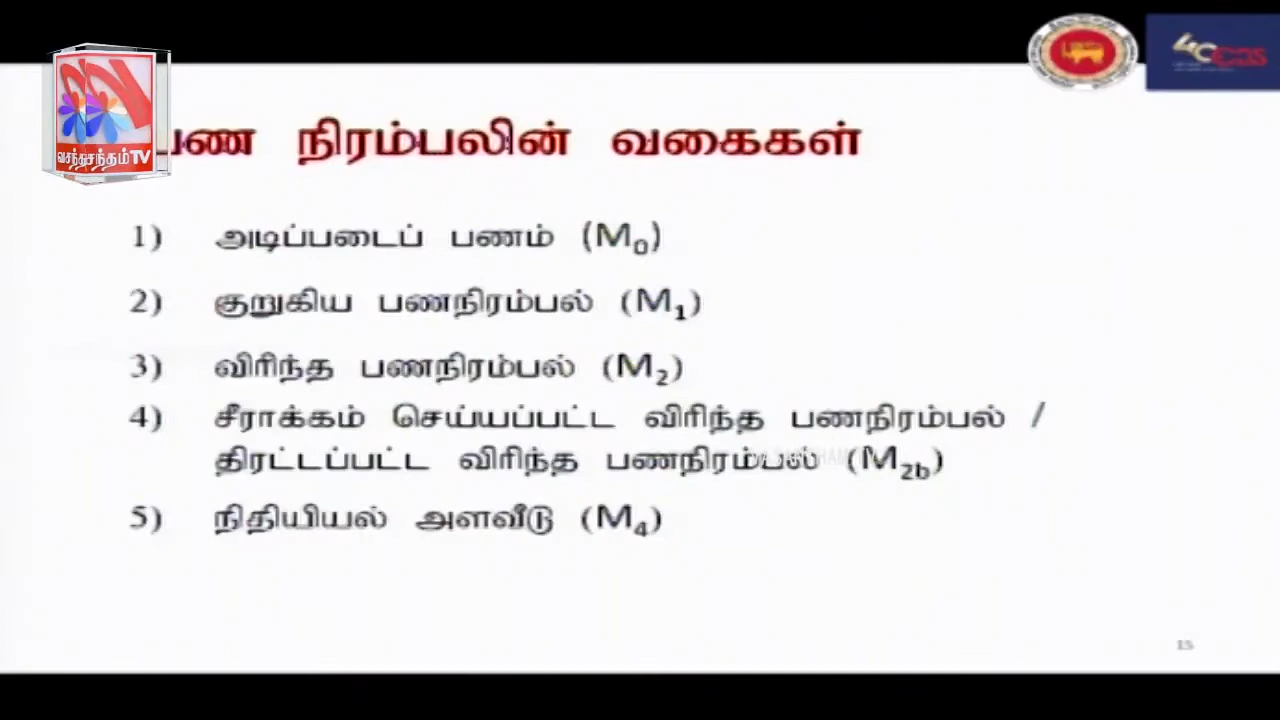 வசந்தசந்தம்TV
பண நிரம்பலின் வகைகள்
1) அடிப்படைப் பணம் (M0)
2) குறுகிய பணநிரம்பல் (M1)
3) விரிந்த பணநிரம்பல் (M2)
4) சீராக்கம் செய்யப்பட்ட விரிந்த பணநிரம்பல் /
திரட்டப்பட்ட விரிந்த பணநிரம்பல் (M2b)
5) நிதியியல் அளவீடு (M4)
15